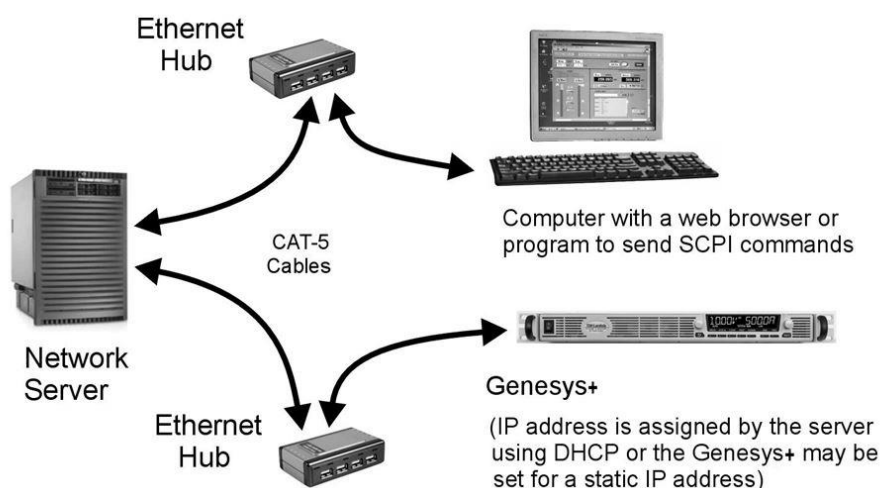 Ethernet
Hub
Computer with a web browser or
program to send SCPI commands
CAT-5
Cables
Network
Server
Genesys+
(IP address is assigned by the server
using DHCP or the Genesys+ may be
set for a static IP address)
Ethernet
Hub